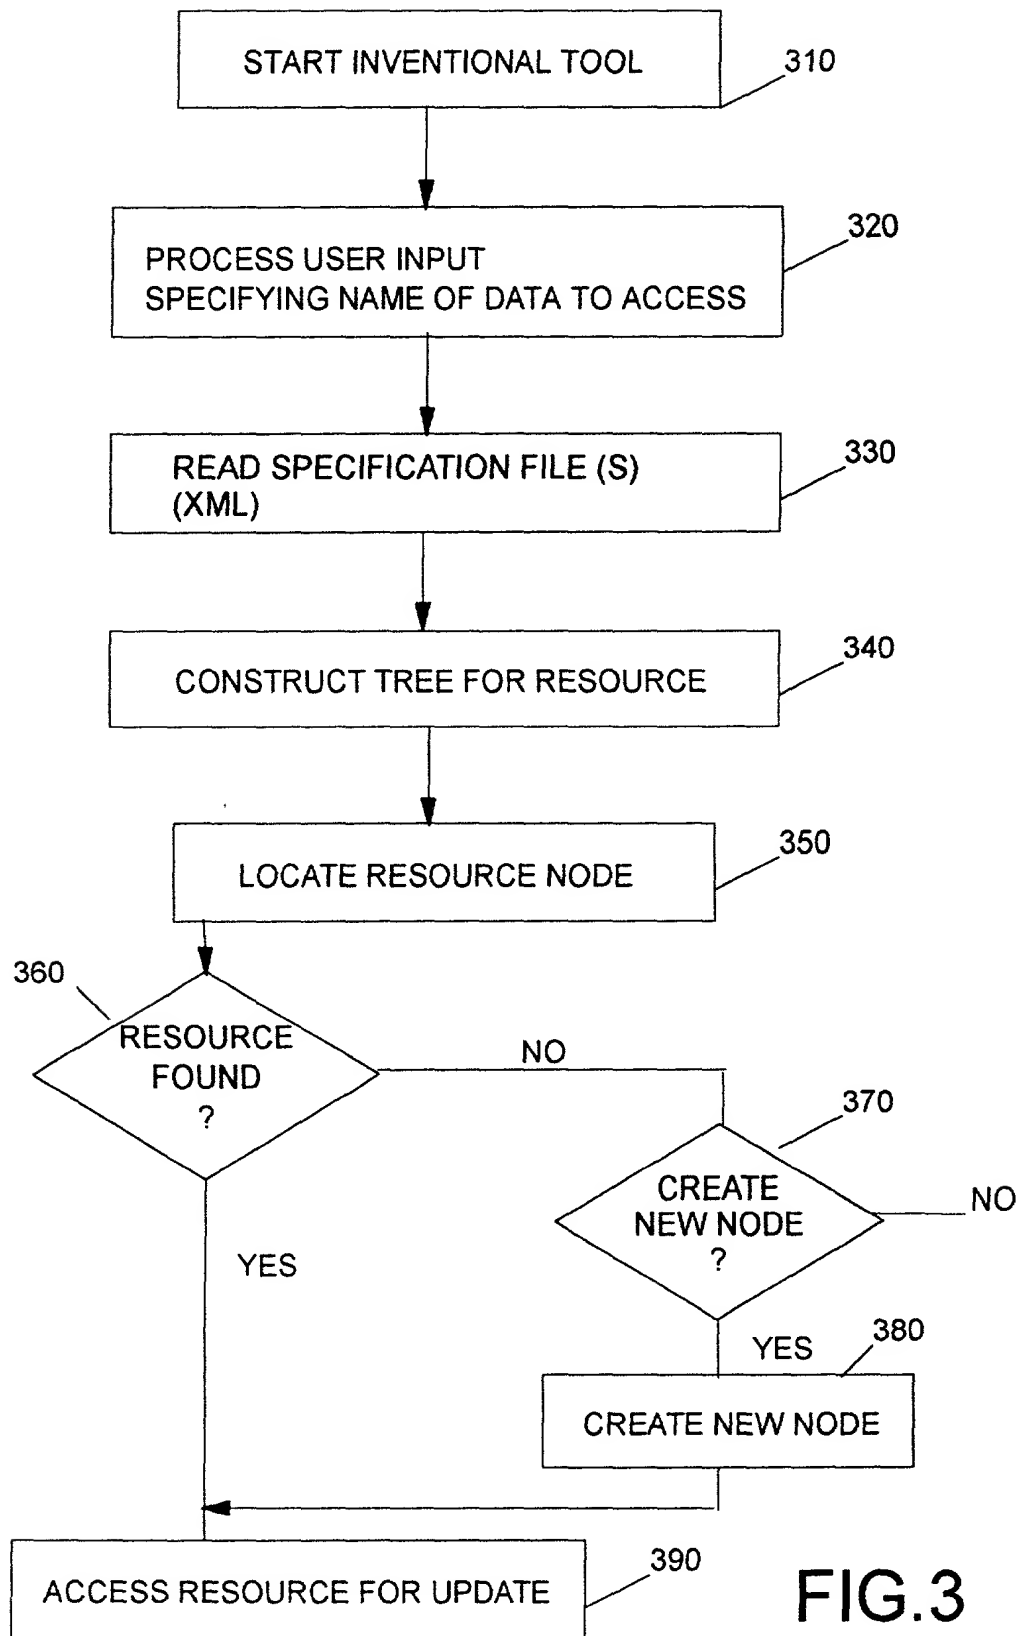 START INVENTIONAL TOOL
310
320
PROCESS USER INPUT
SPECIFYING NAME OF DATA TO ACCESS
330
READ SPECIFICATION FILE (S)
(XML)
340
CONSTRUCT TREE FOR RESOURCE
350
LOCATE RESOURCE NODE
360
RESOURCE
FOUND
?
NO
370
CREATE
NEW NODE
?
NO
YES
YES
380
CREATE NEW NODE
390
ACCESS RESOURCE FOR UPDATE
FIG.3